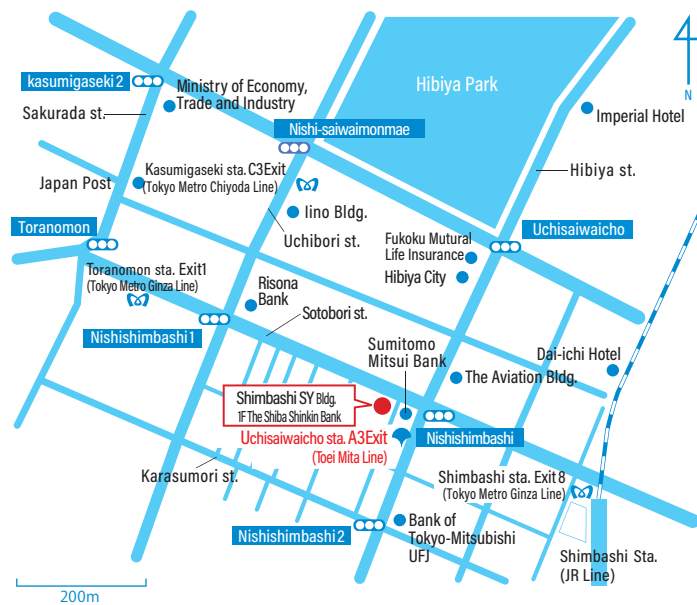 kasumigaseki 2
Sakurada st.
Ministry of Economy,
Trade and Industry
Hibiya Park
N
Imperial Hotel
Nishi-saiwaimonmae
Hibiya st.
Kasumigaseki sta. C3Exit
(Tokyo Metro Chiyoda Line)
Japan Post
Iino Bldg.
Uchibori st.
Toranomon
Uchisaiwaicho
Fukoku Mutural
Life Insurance
Hibiya City
Toranomon sta. Exit1
(Tokyo Metro Ginza Line)
Risona
Bank
Sotobori st.
Nishishimbashi 1
Sumitomo
Mitsui Bank
Dai-ichi Hotel
The Aviation Bldg.
Shimbashi SY Bldg.
1F The Shiba Shinkin Bank
Uchisaiwaicho sta. A3Exit
(Toei Mita Line)
Nishishimbashi
Karasumori st.
Shimbashi sta. Exit 8
(Tokyo Metro Ginza Line)
Nishishimbashi 2
Bank of
Tokyo-Mitsubishi
UFJ
Shimbashi Sta.
(JR Line)
200m